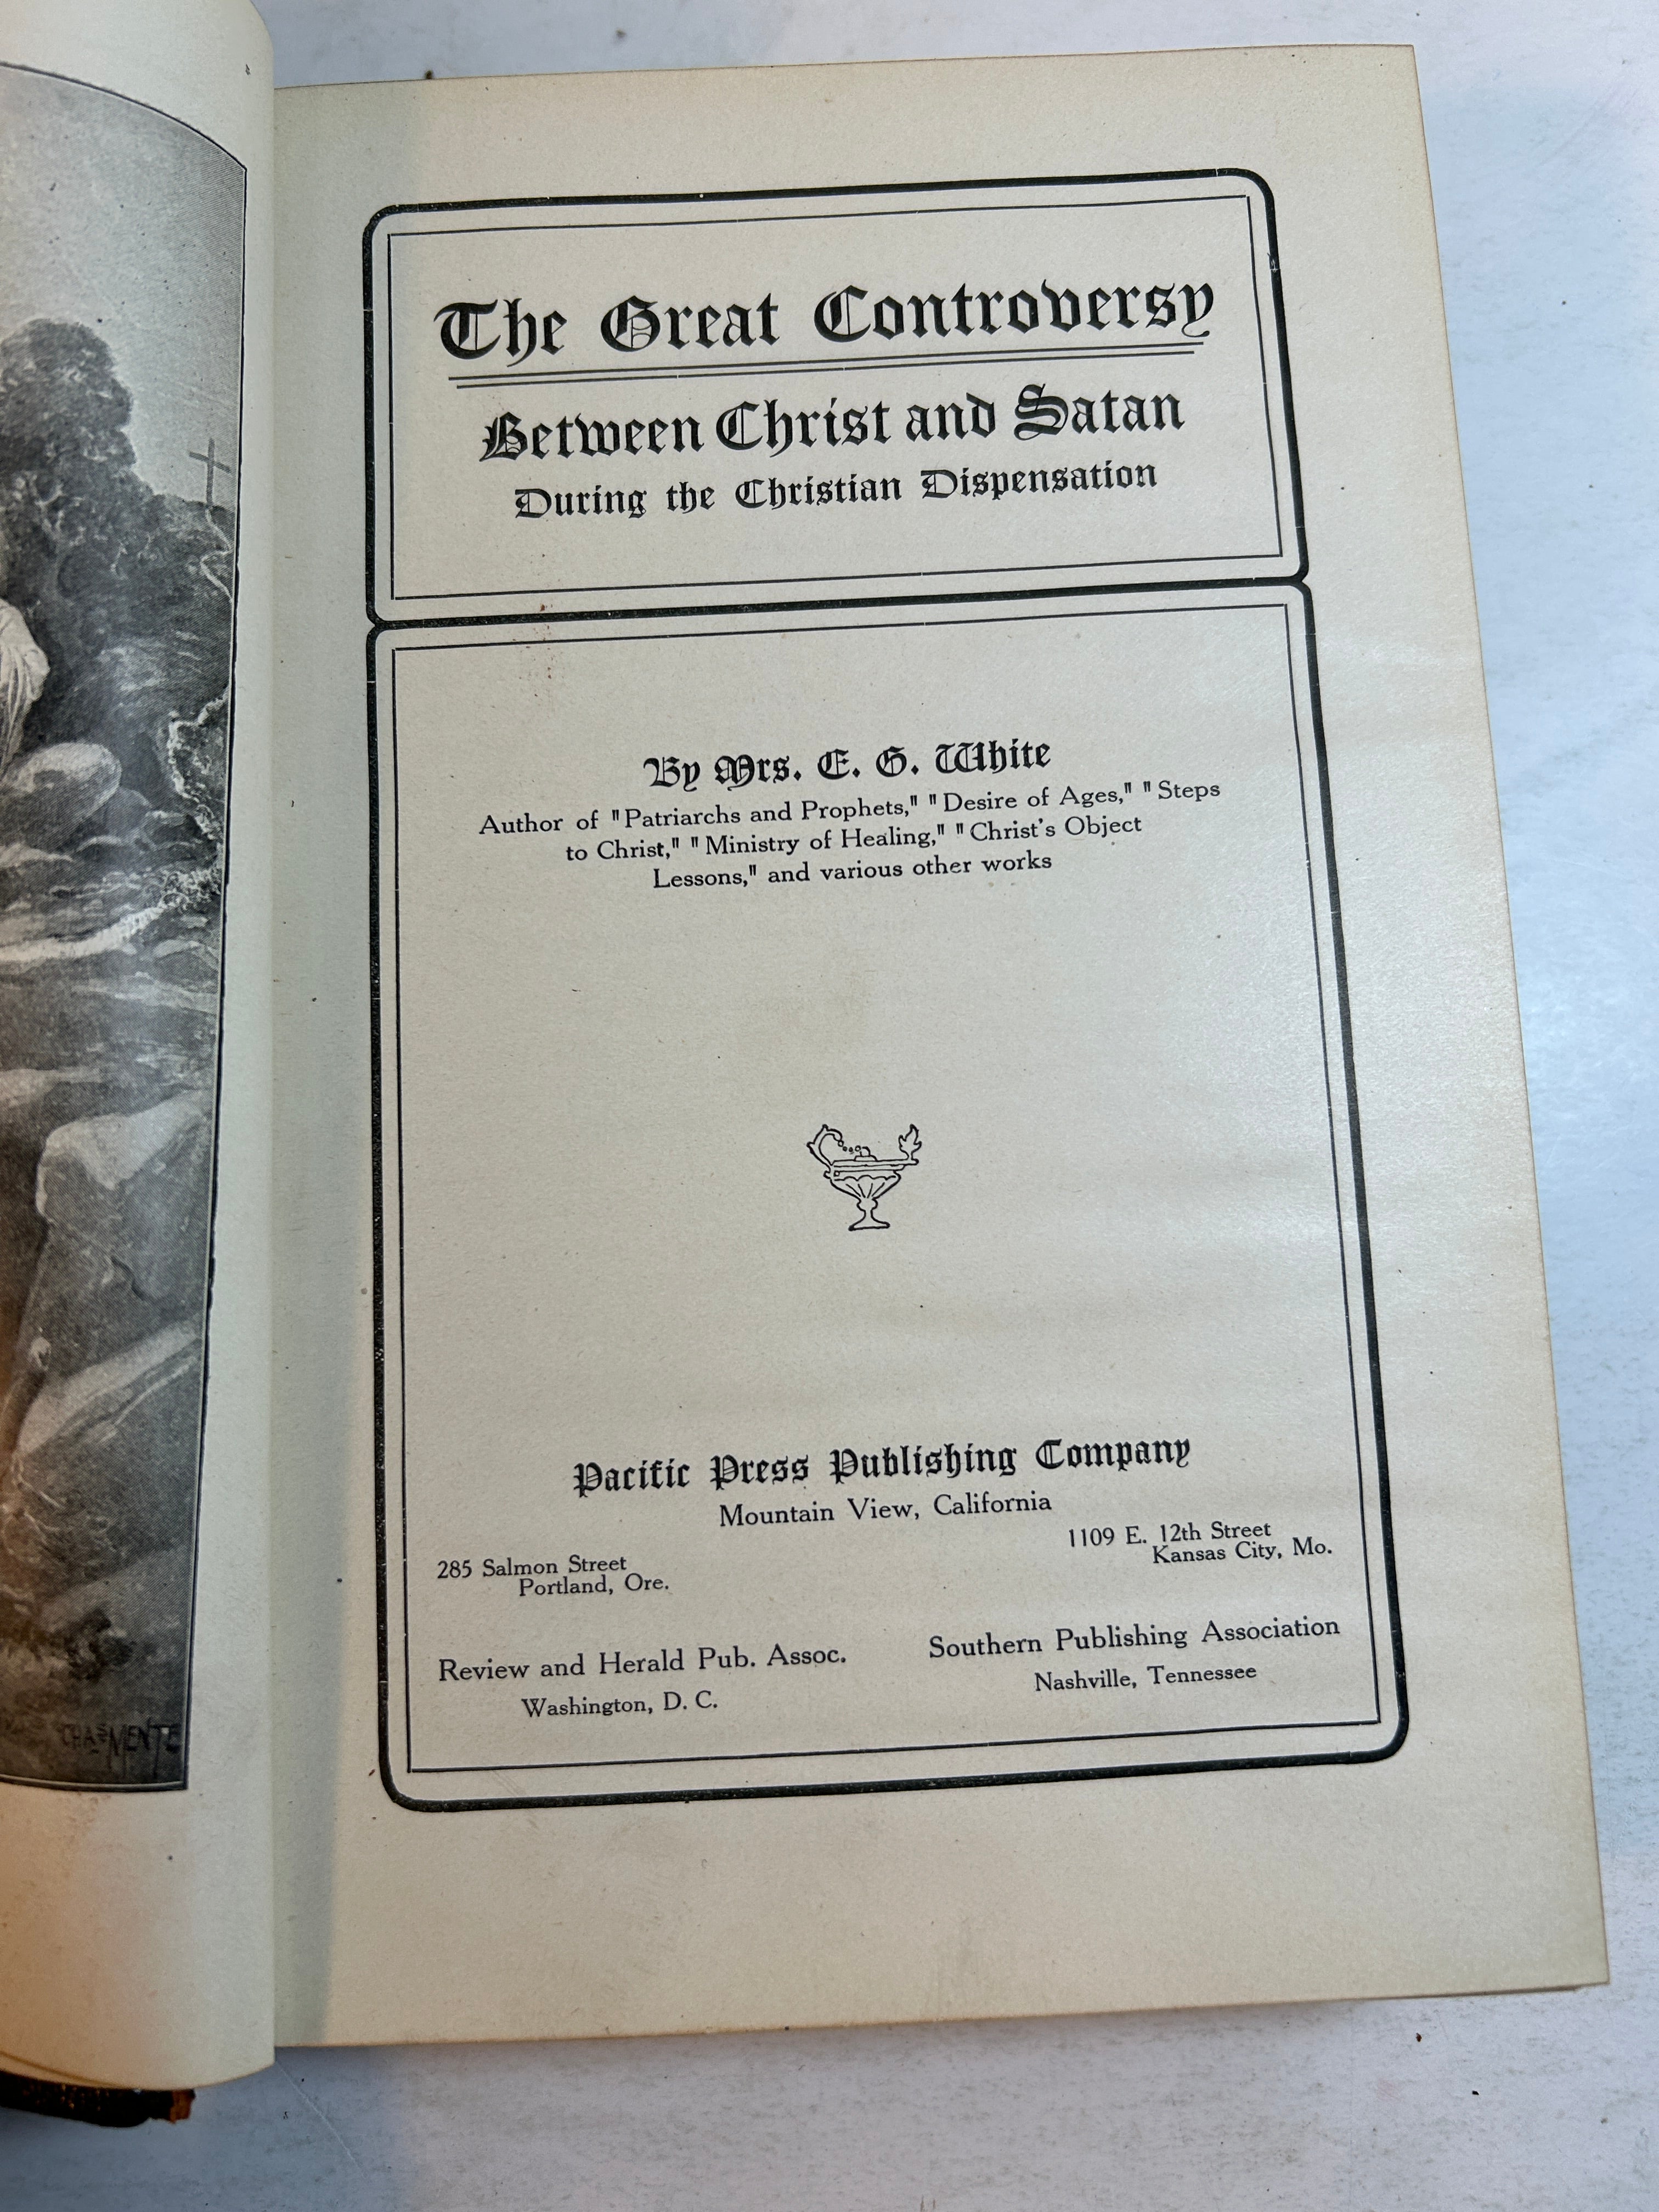 The Great Controversy
Between Christ and Satan
During the Christian Dispensation
By Mrs. E. G. White
Author of "Patriarchs and Prophets," "Desire of Ages," "Steps
to Christ," "Ministry of Healing," "Christ's Object
Lessons," and various other works
Pacific Press Publishing Company
Mountain View, California
285 Salmon Street
Portland, Ore.
1109 E. 12th Street
Kansas City, Mo.
Review and Herald Pub. Assoc.
Washington, D. C.
Southern Publishing Association
Nashville, Tennessee
CHAS MENTE